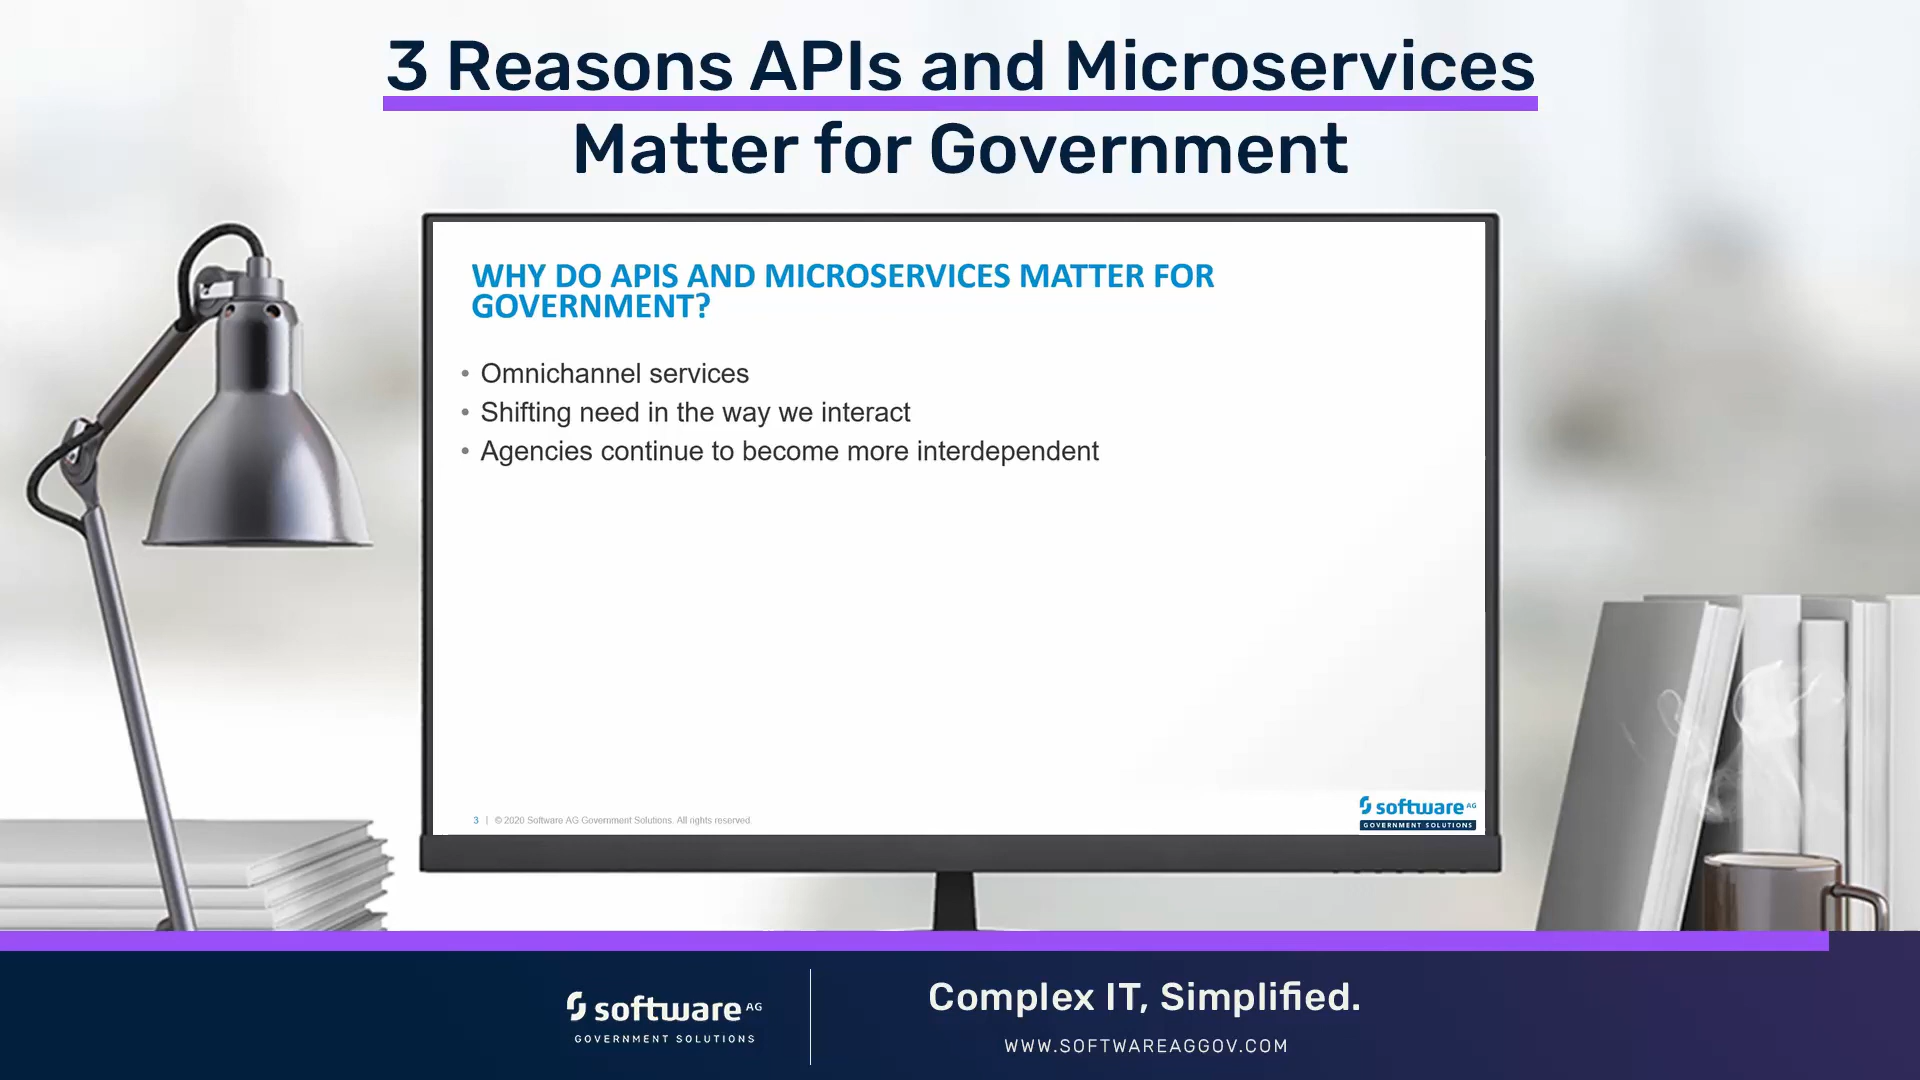 3 Reasons APIs and Microservices
Matter for Government
WHY DO APIS AND MICROSERVICES MATTER FOR
GOVERNMENT?
• Omnichannel services
• Shifting need in the way we interact
• Agencies continue to become more interdependent
3 | © 2020 Software AG Government Solutions. All rights reserved.
software AG
GOVERNMENT SOLUTIONS
software AG
GOVERNMENT SOLUTIONS
Complex IT, Simplified.
WWW.SOFTWAREAGGOV.COM